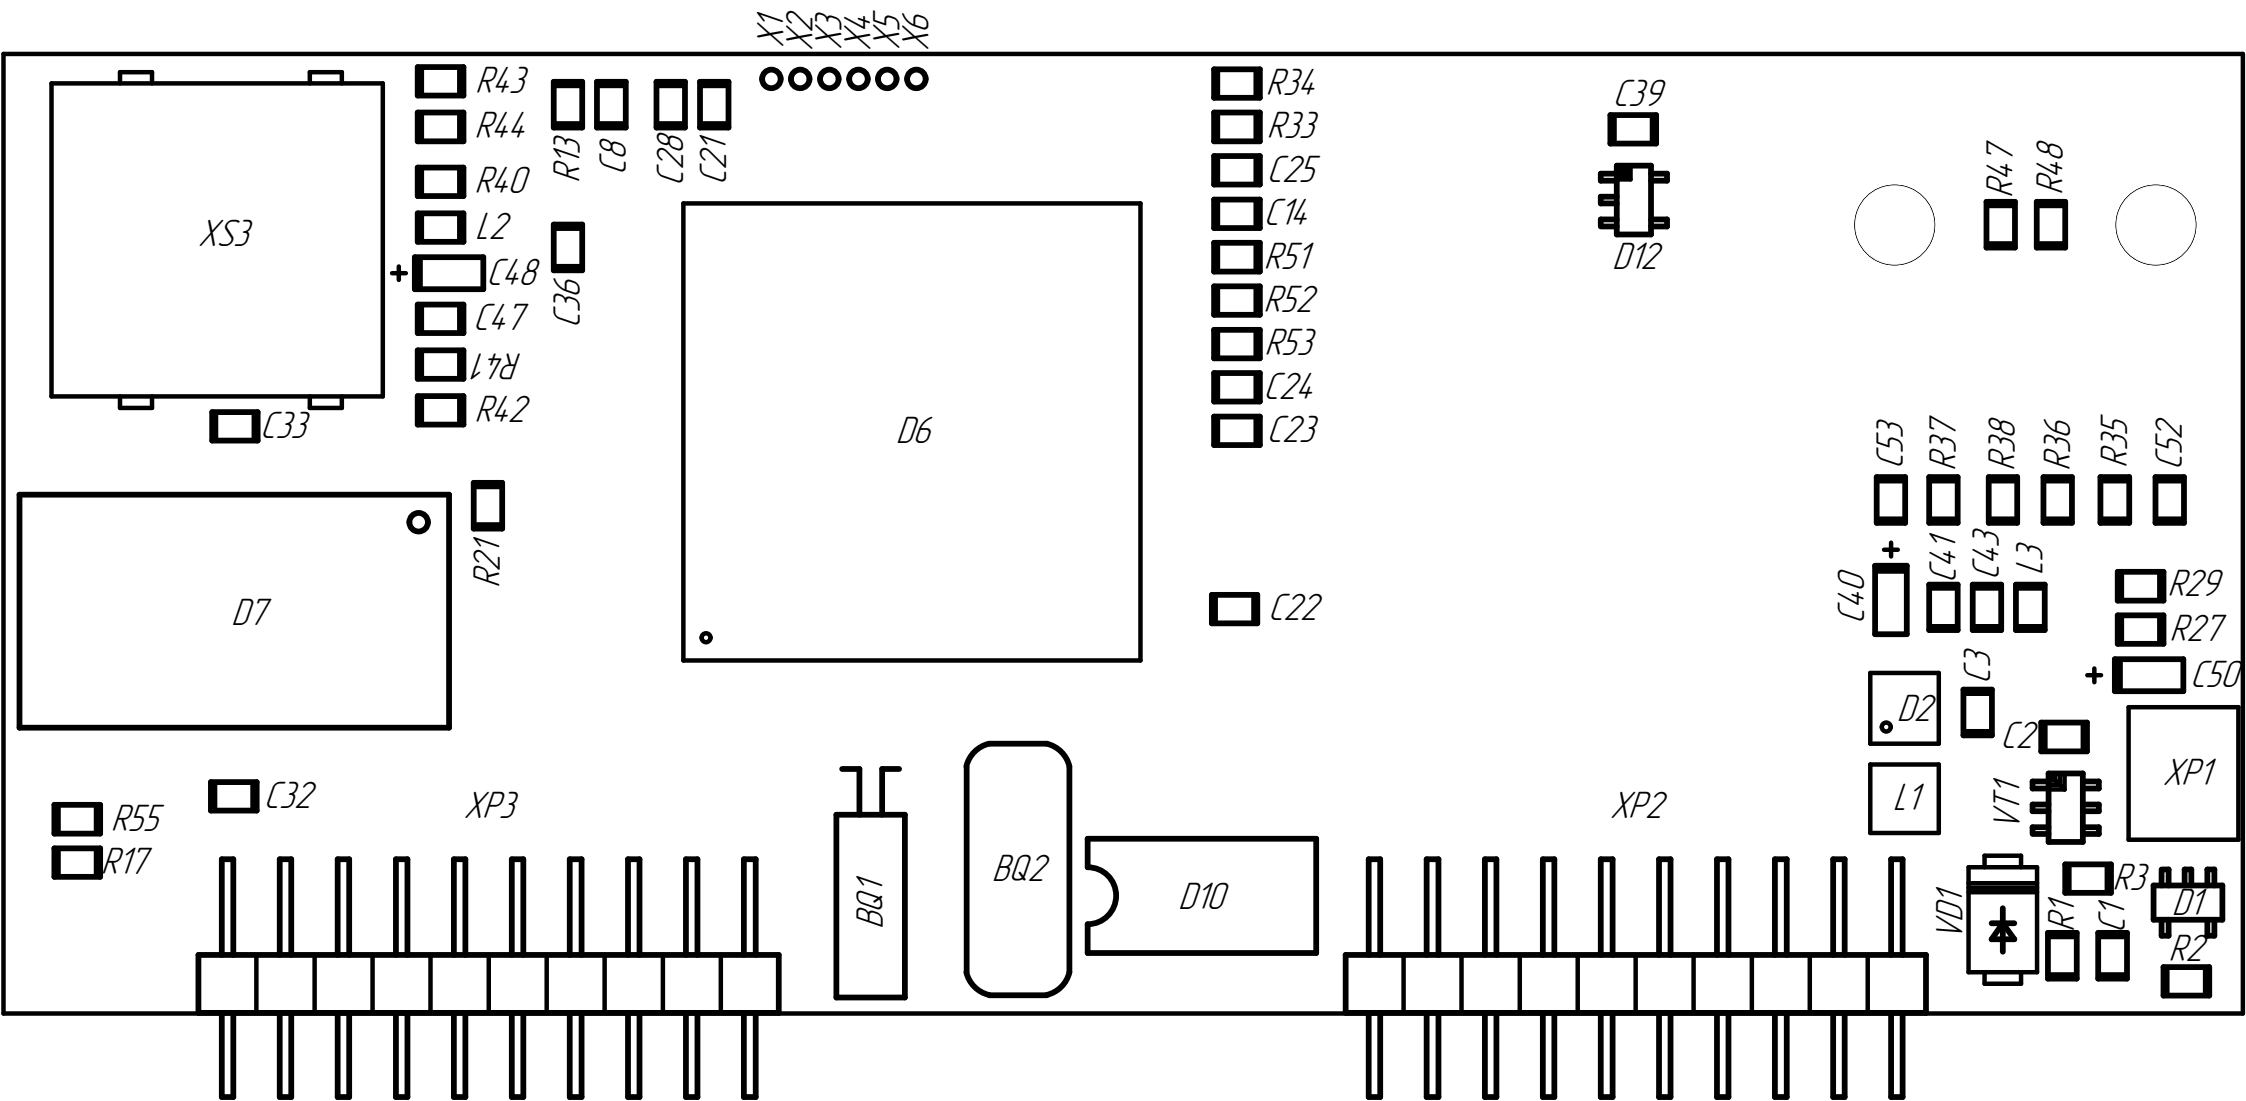 X1
X2
X3
X4
X5
X6
R43
R44
R40
L2
+
C48
C47
R41
R42
XS3
C33
R13
C8
C28
C21
C36
R34
R33
C25
C14
R51
R52
R53
C24
C23
C22
C39
D12
R47
R48
D6
D7
R21
C53
R37
R38
R36
R35
C52
+
C40
C41
C43
L3
R29
R27
+
C50
C3
D2
C2
XP1
L1
VT1
R55
R17
C32
XP3
BQ1
BQ2
D10
XP2
VD1
R3
R1
C1
D1
R2